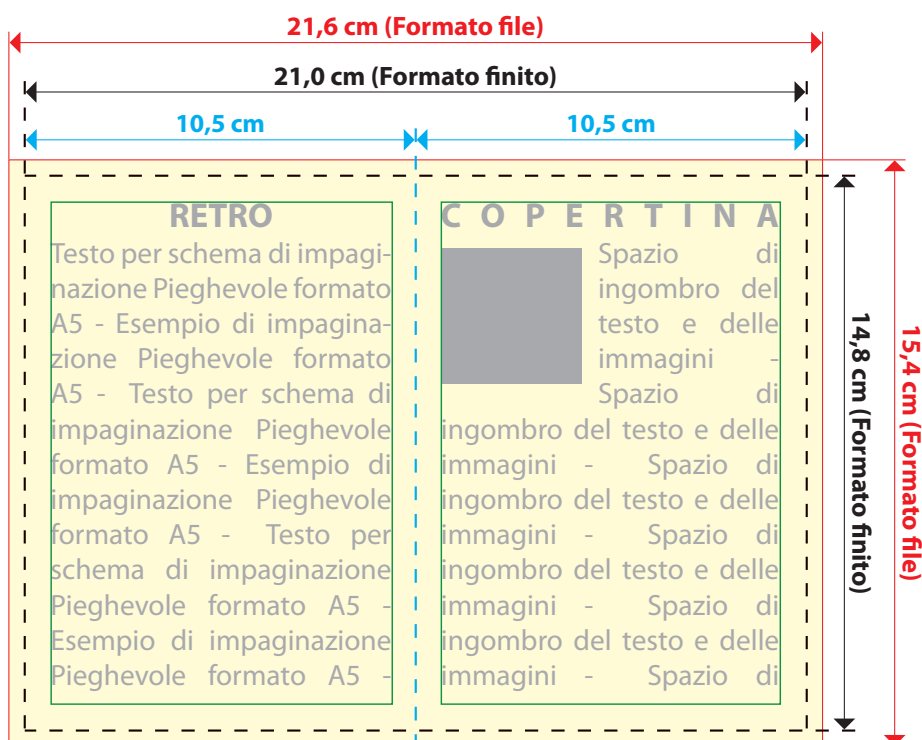 21,6 cm (Formato file)
21,0 cm (Formato finito)
10,5 cm
10,5 cm
RETRO
Testo per schema di impagi-
nazione Pieghevole formato
A5 - Esempio di impagina-
zione Pieghevole formato
A5 - Testo per schema di
impaginazione Pieghevole
formato A5 - Esempio di
impaginazione Pieghevole
formato A5 - Testo per
schema di impaginazione
Pieghevole formato A5 -
Esempio di impaginazione
Pieghevole formato A5 -
COPERTINA
Spazio di
ingombro del
testo e delle
immagini -
Spazio di
ingombro del testo e delle
immagini - Spazio di
ingombro del testo e delle
immagini - Spazio di
ingombro del testo e delle
immagini - Spazio di
ingombro del testo e delle
immagini - Spazio di
14,8 cm (Formato finito)
15,4 cm (Formato file)